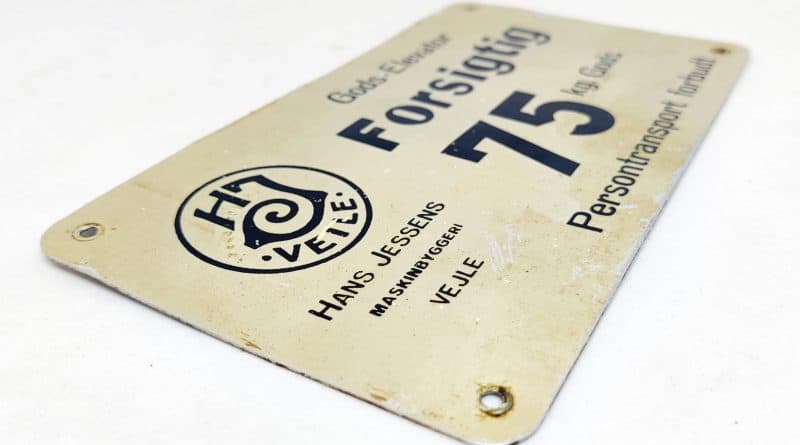 Gods-Elevator
Forsigtig
75 kg. Gods
Persontransport forbudt
HJ
·VEJLE·
HANS JESSENS
MASKINBYGGERI
VEJLE